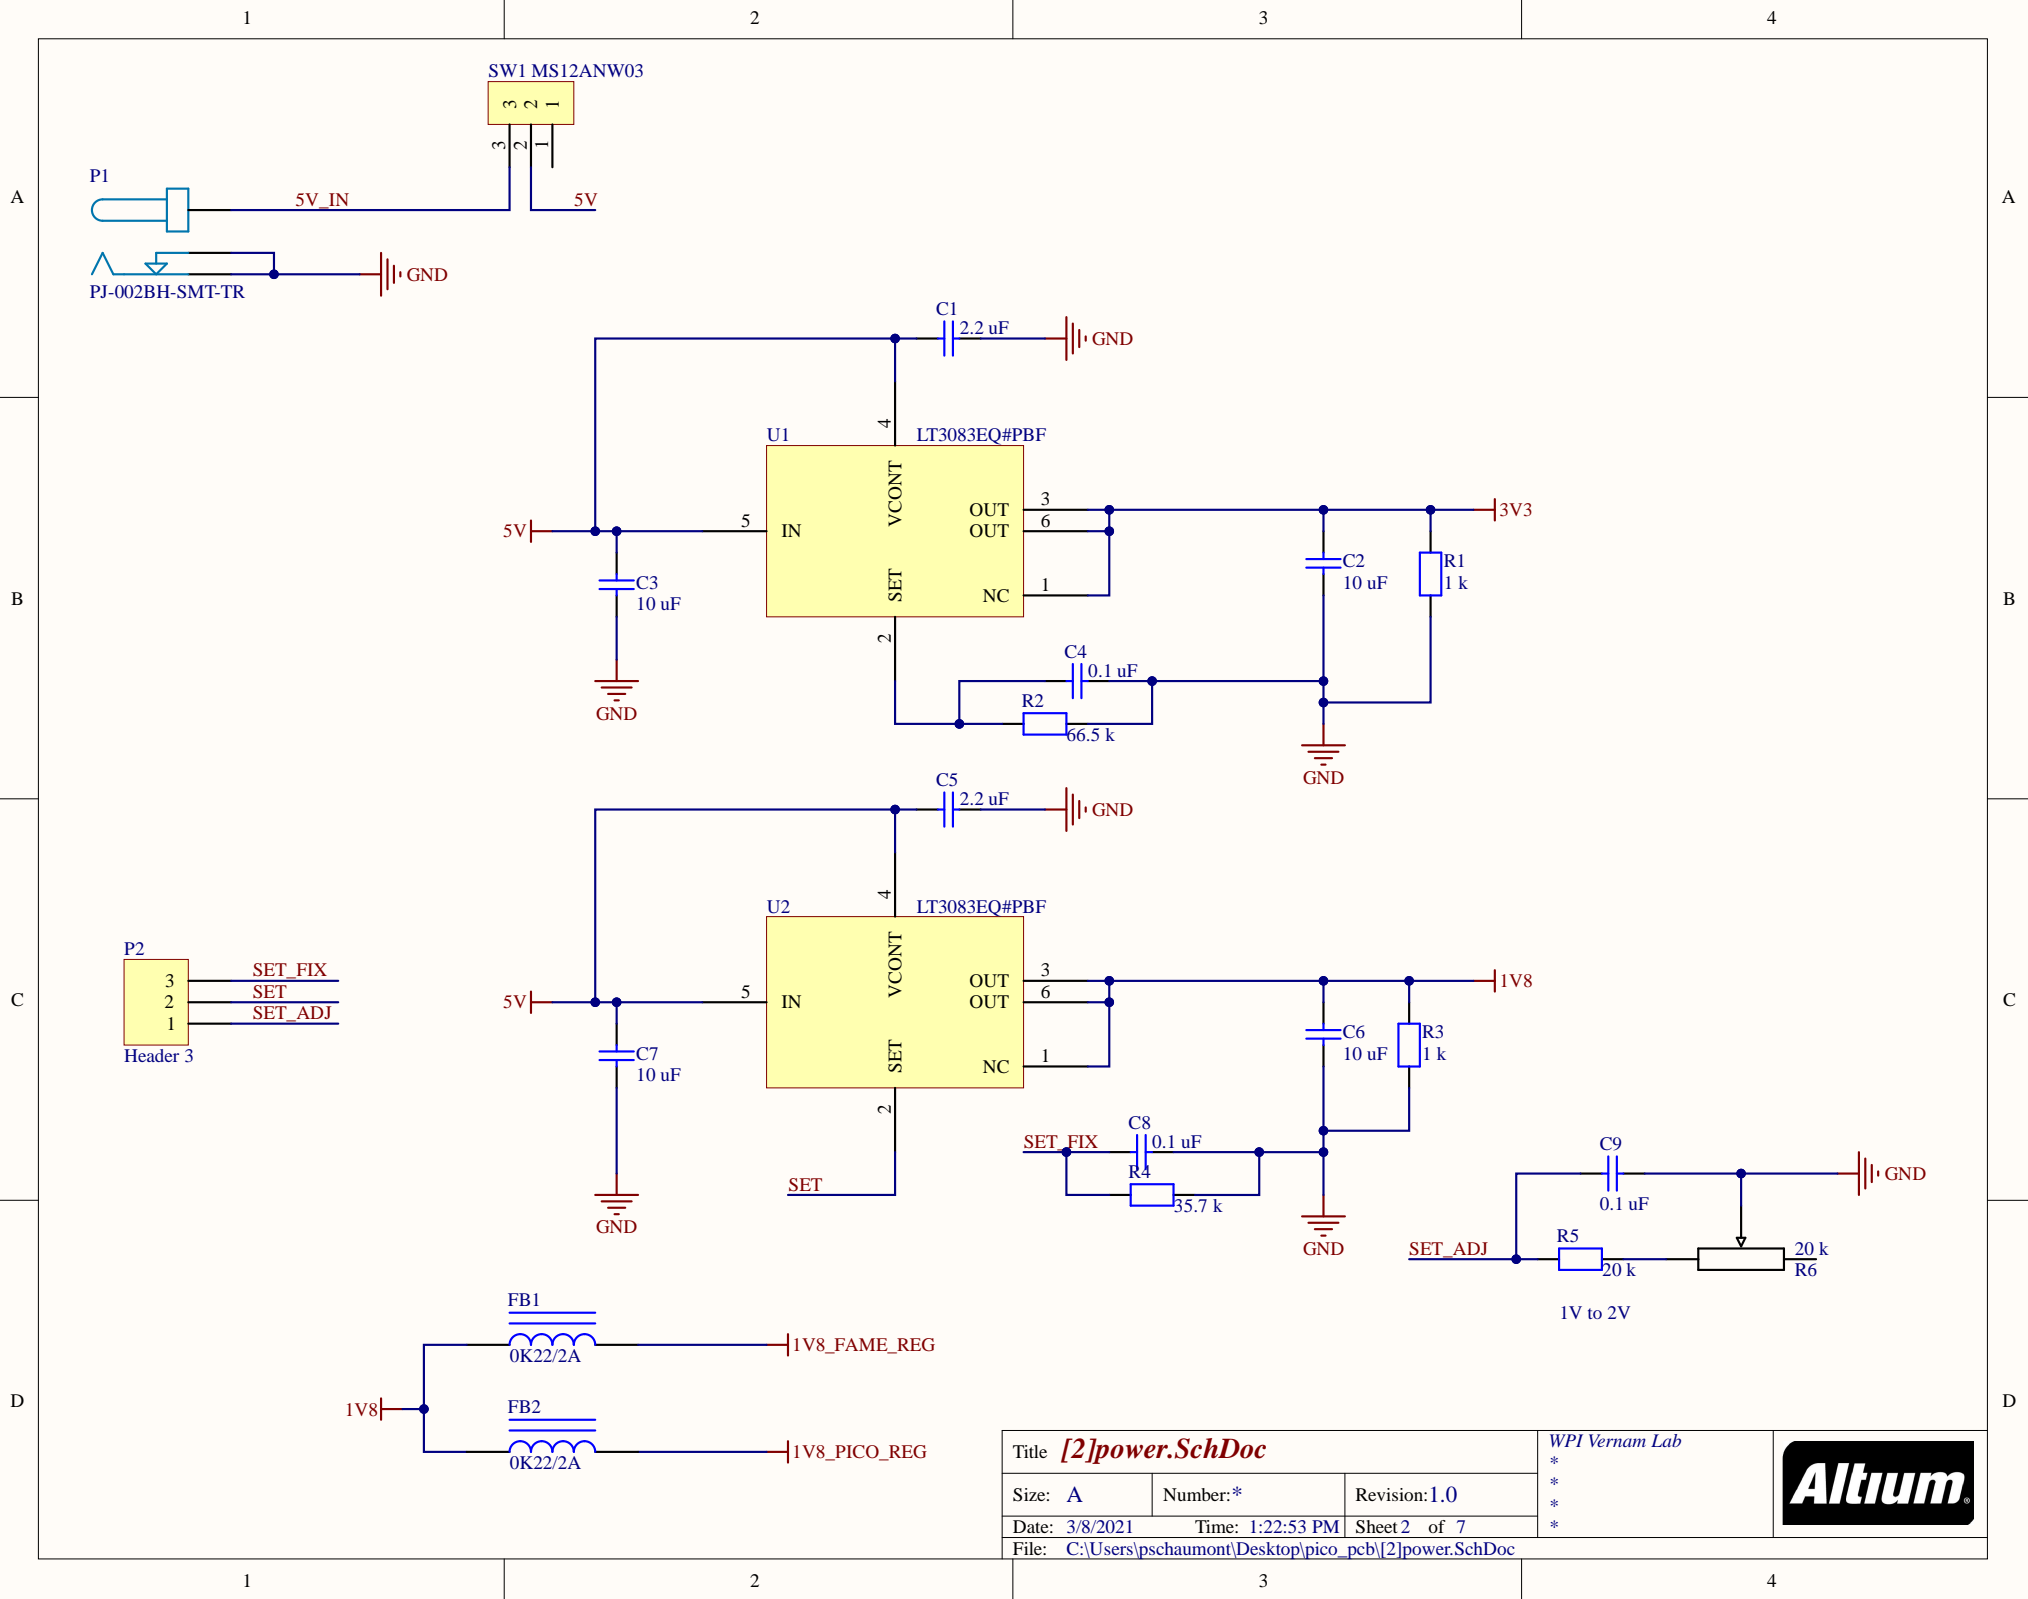 1 2 3 4
SW1 MS12ANW03
3 2 1
3 2 1
P1
A A
5V_IN 5V
GND
PJ-002BH-SMT-TR
C1
2.2 uF
GND
4
U1 LT3083EQ#PBF
VCONT
5V 5 IN
OUT 3
OUT 6
3V3
C3
10 uF
SET
NC 1
C2
10 uF
R1
1 k
B B
2
C4
0.1 uF
R2
66.5 k
GND
GND
C5
2.2 uF
GND
4
U2 LT3083EQ#PBF
VCONT
P2
3 SET_FIX
2 SET
1 SET_ADJ
Header 3
5V 5 IN
OUT 3
OUT 6
1V8
C C
C7
10 uF
SET
NC 1
C6
10 uF
R3
1 k
2
C8
SET_FIX 0.1 uF
R4
35.7 k
SET
GND
GND
C9
0.1 uF
GND
SET_ADJ
R5
20 k
20 k
R6
1V to 2V
FB1
0K22/2A
1V8_FAME_REG
1V8
FB2
0K22/2A
1V8_PICO_REG
D D
Title [2]power.SchDoc
WPI Vernam Lab
*
*
*
*
Altium®
Size: A Number:* Revision:1.0
Date: 3/8/2021 Time: 1:22:53 PM Sheet 2 of 7
File: C:\Users\pschaumont\Desktop\pico_pcb\[2]power.SchDoc
1 2 3 4